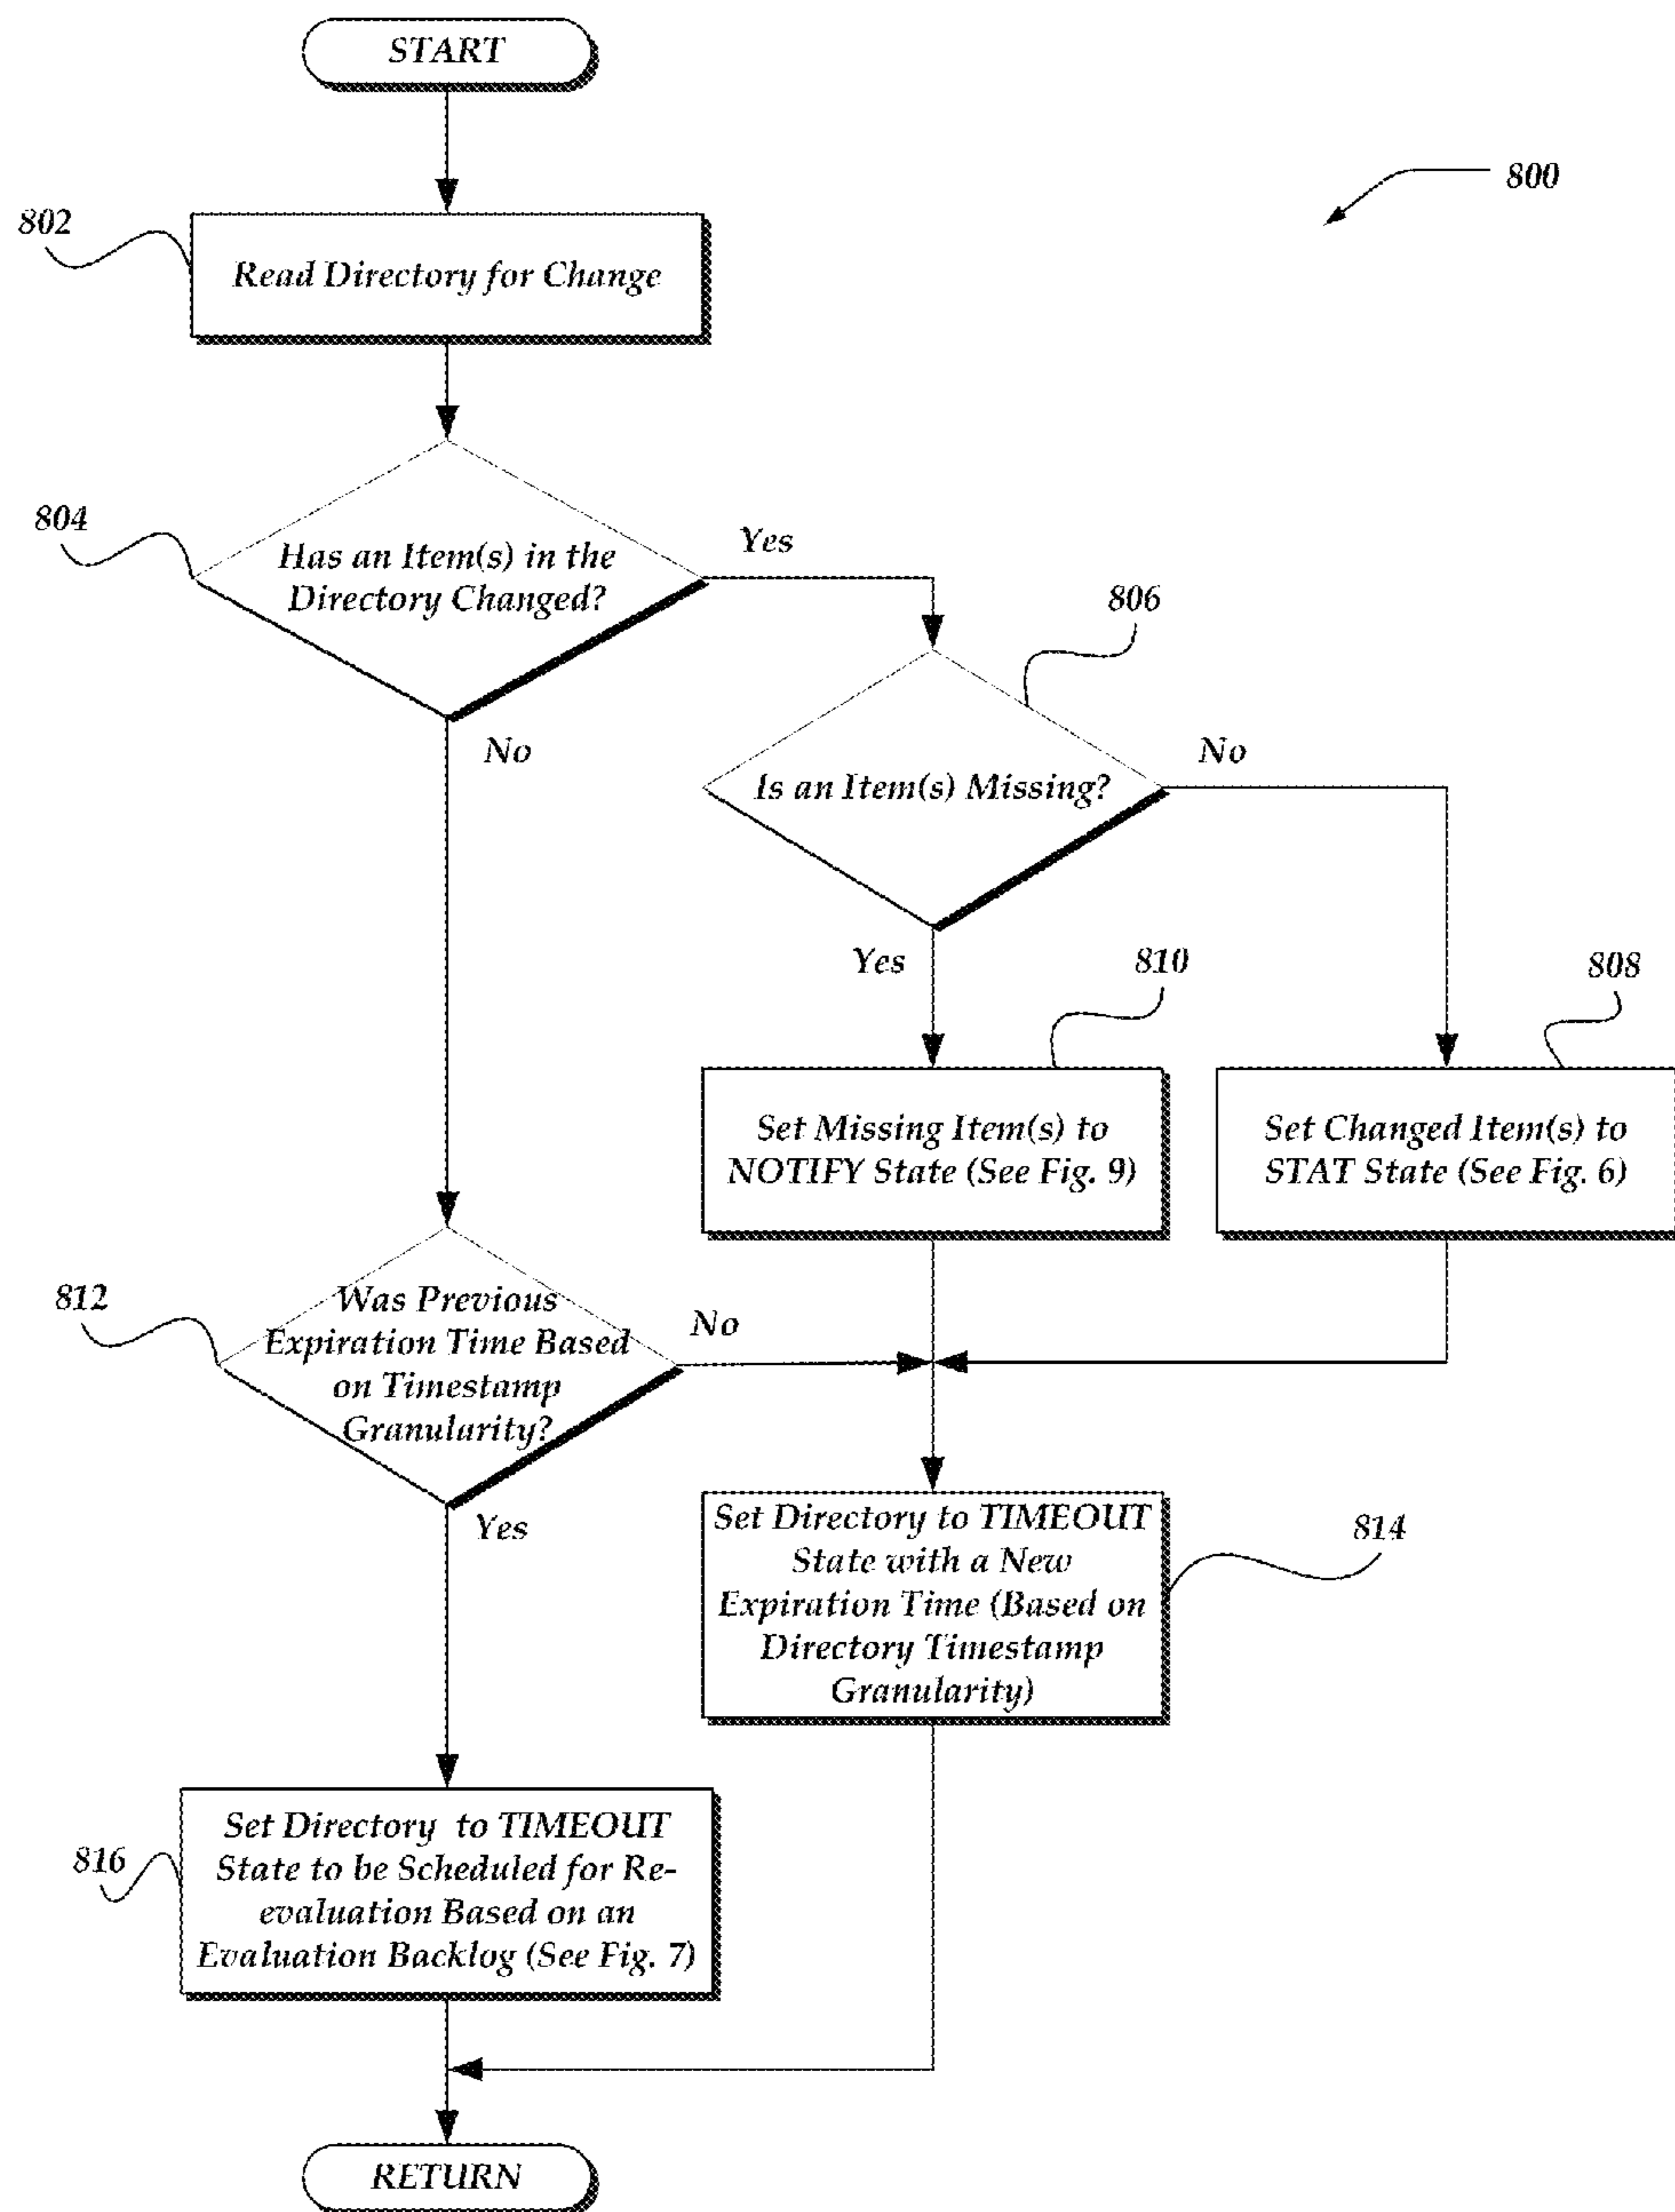 START
800
802
Read Directory for Change
804
Has an Item(s) in the
Directory Changed?
Yes
No
806
Is an Item(s) Missing?
No
Yes
810
808
Set Missing Item(s) to
NOTIFY State (See Fig. 9)
Set Changed Item(s) to
STAT State (See Fig. 6)
812
Was Previous
Expiration Time Based
on Timestamp
Granularity?
No
Yes
Set Directory to TIMEOUT
State with a New
Expiration Time (Based on
Directory Timestamp
Granularity)
814
816
Set Directory to TIMEOUT
State to be Scheduled for Re-
evaluation Based on an
Evaluation Backlog (See Fig. 7)
RETURN